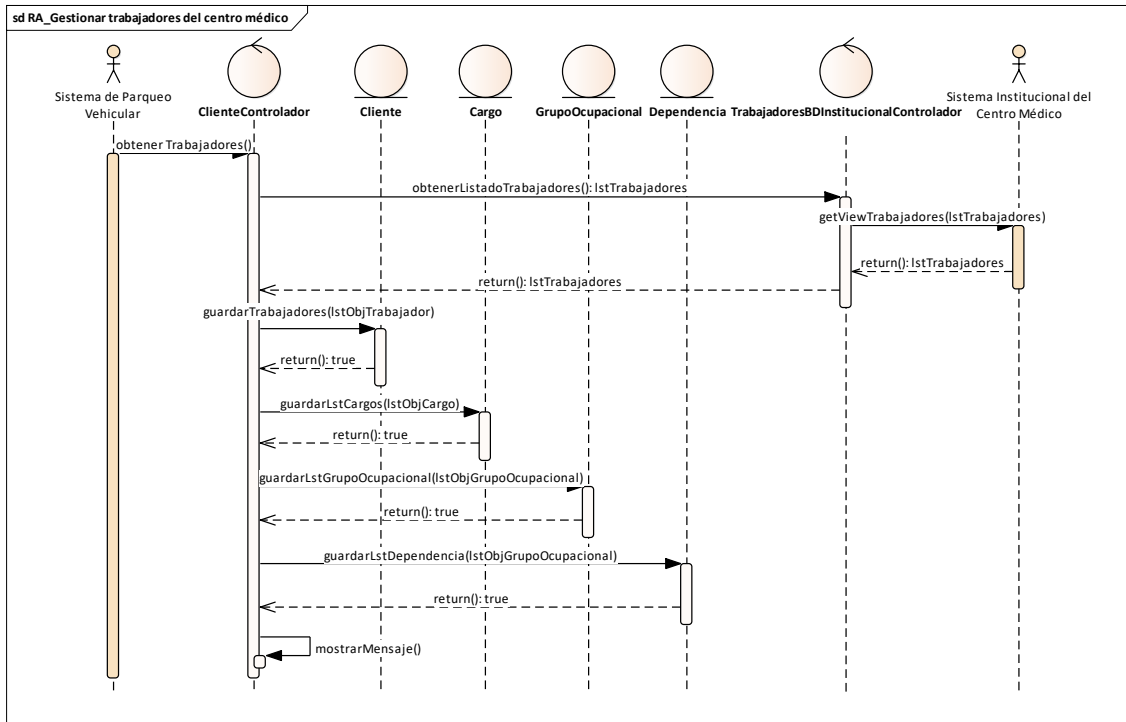 sd RA_Gestionar trabajadores del centro médico
Sistema de Parqueo
Vehicular
ClienteControlador
Cliente
Cargo
GrupoOcupacional
Dependencia
TrabajadoresBDInstitucionalControlador
Sistema Institucional del
Centro Médico
obtener Trabajadores()
obtenerListadoTrabajadores(): lstTrabajadores
getViewTrabajadores(lstTrabajadores)
return(): lstTrabajadores
return(): lstTrabajadores
guardarTrabajadores(lstObjTrabajador)
return(): true
guardarLstCargos(lstObjCargo)
return(): true
guardarLstGrupoOcupacional(lstObjGrupoOcupacional)
return(): true
guardarLstDependencia(lstObjGrupoOcupacional)
return(): true
mostrarMensaje()